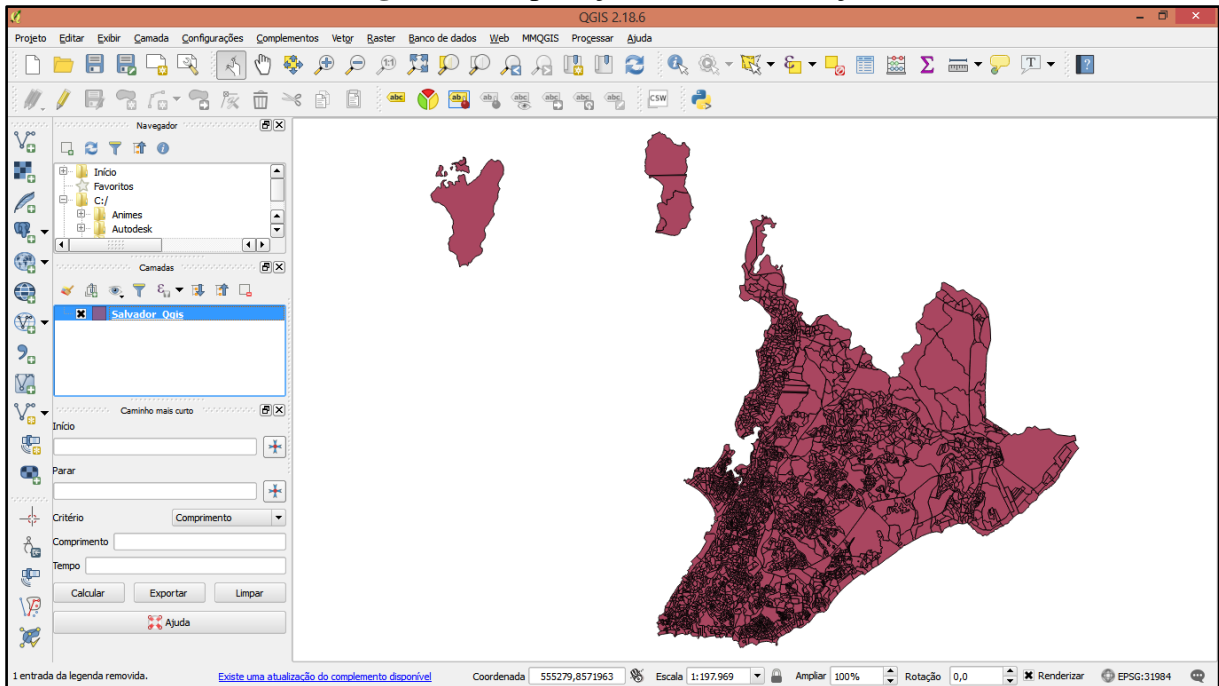 QGIS 2.18.6
Projeto Editar Exibir Camada Configurações Complementos Vetor Raster Banco de dados Web MMQGIS Processar Ajuda
Navegador
Início
Favoritos
C:/
Animes
Autodesk
Camadas
Salvador_Qgis
Caminho mais curto
Início
Parar
Critério Comprimento
Comprimento
Tempo
Calcular Exportar Limpar
Ajuda
1 entrada da legenda removida. Existe uma atualização do complemento disponível Coordenada 555279,8571963 Escala 1:197.969 Ampliar 100% Rotação 0,0 Renderizar EPSG:31984